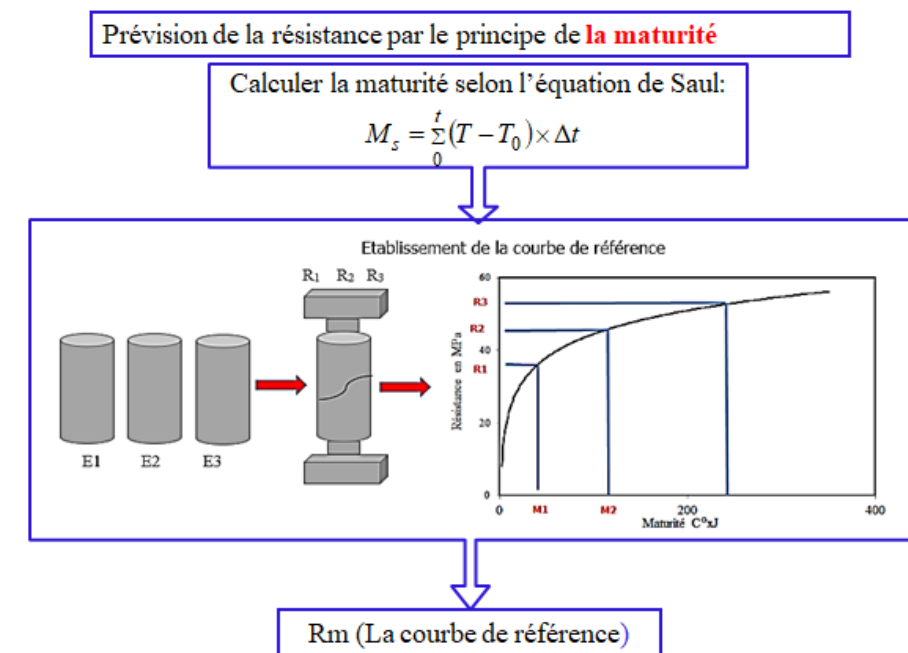 Prévision de la résistance par le principe de la maturité
Calculer la maturité selon l'équation de Saul:
M_s = Σ_0^t (T − T_0) × Δt
Etablissement de la courbe de référence
R1 R2 R3
E1 E2 E3
Résistance en MPa
60
R3
R2
40
R1
20
0
0 M1 M2 200 400
Maturité C°xJ
Rm (La courbe de référence)